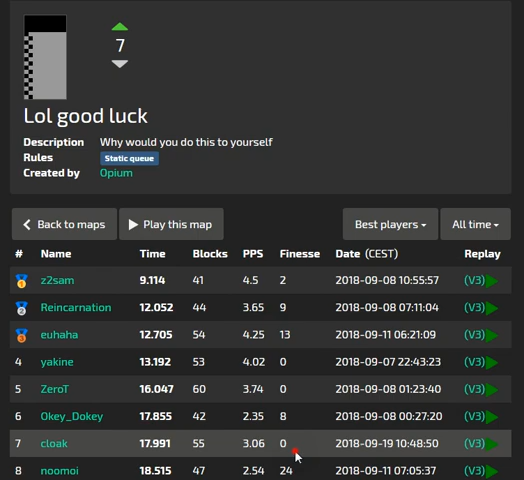 7
Lol good luck
Description Why would you do this to yourself
Rules Static queue
Created by Opium
Back to maps Play this map Best players All time
# Name Time Blocks PPS Finesse Date (CEST) Replay
1 z2sam 9.114 41 4.5 2 2018-09-08 10:55:57 (V3)
2 Reincarnation 12.052 44 3.65 9 2018-09-08 07:11:04 (V3)
3 euhaha 12.705 54 4.25 13 2018-09-11 06:21:09 (V3)
4 yakine 13.192 53 4.02 0 2018-09-07 22:43:23 (V3)
5 ZeroT 16.047 60 3.74 0 2018-09-08 01:23:40 (V3)
6 Okey_Dokey 17.855 42 2.35 8 2018-09-08 00:27:20 (V3)
7 cloak 17.991 55 3.06 0 2018-09-19 10:48:50 (V3)
8 noomoi 18.515 47 2.54 24 2018-09-11 07:05:37 (V3)